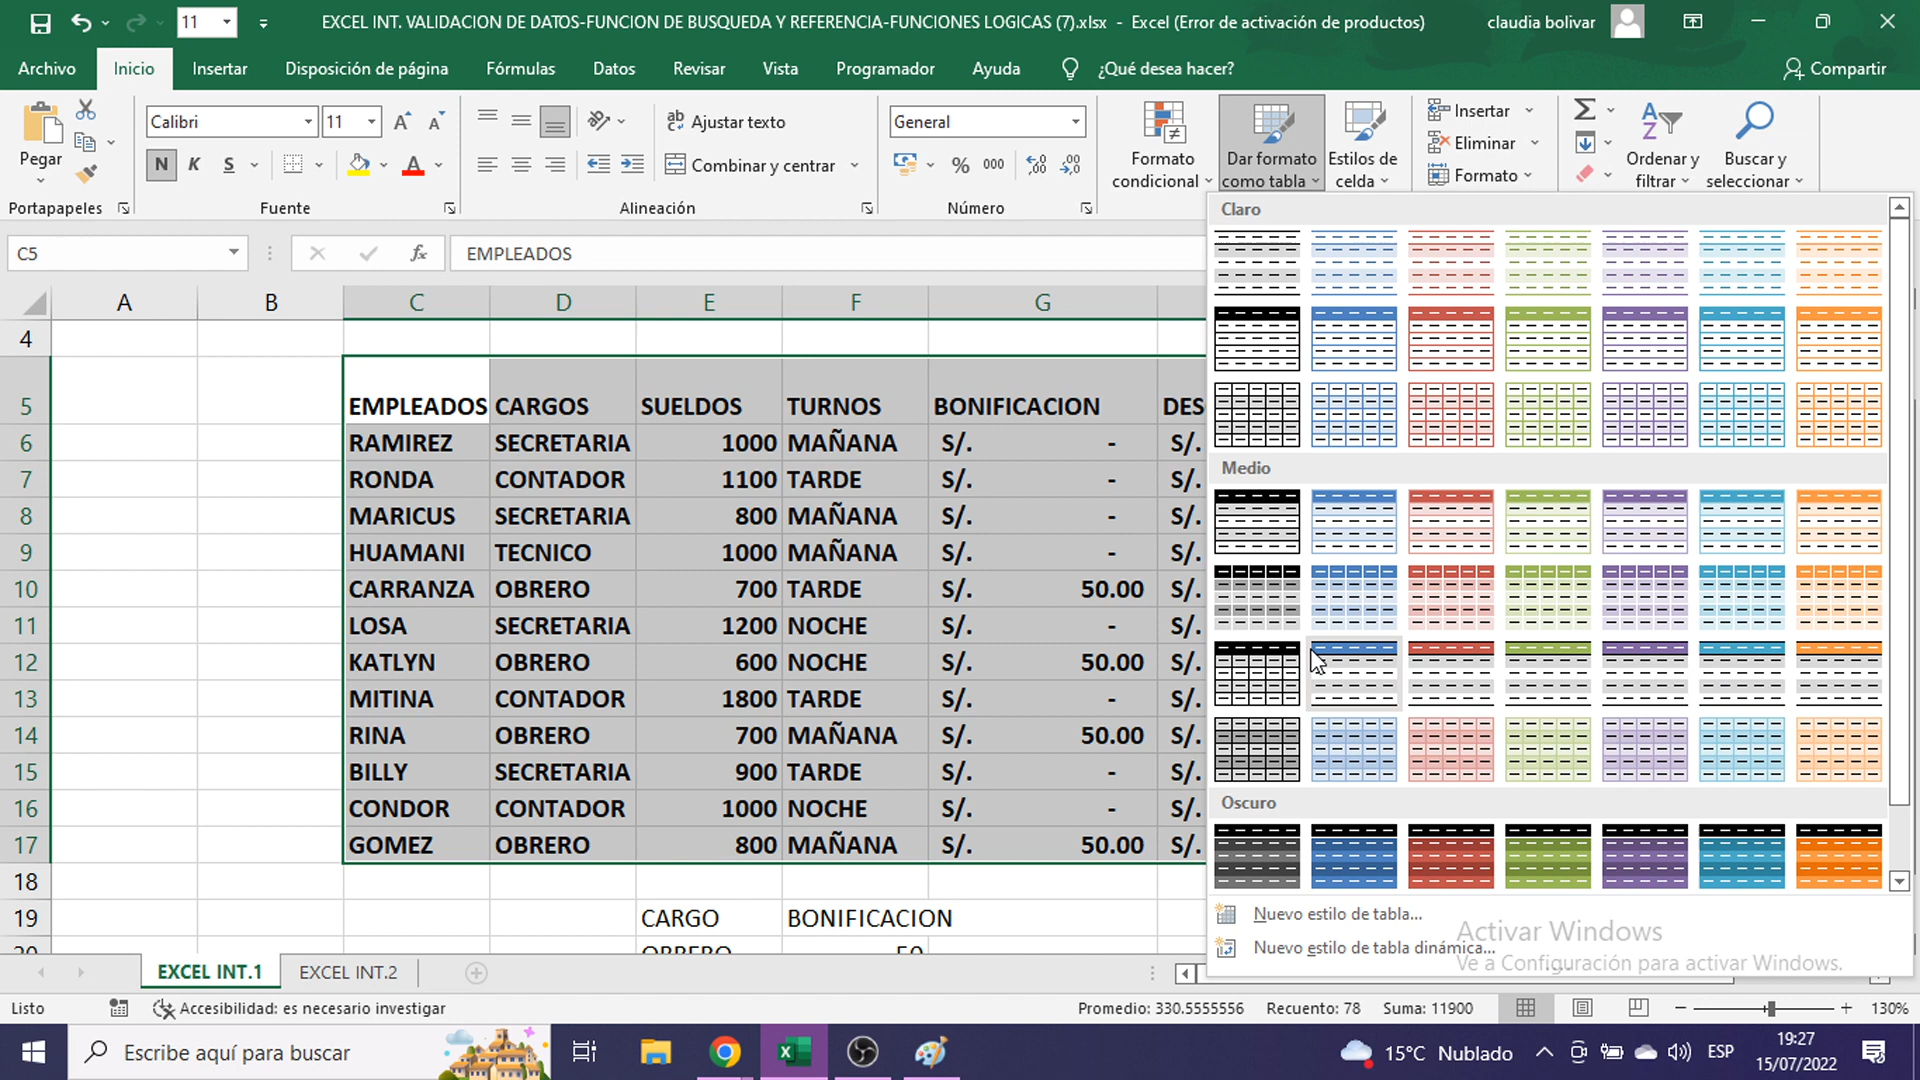 11
EXCEL INT. VALIDACION DE DATOS-FUNCION DE BUSQUEDA Y REFERENCIA-FUNCIONES LOGICAS (7).xlsx - Excel (Error de activación de productos)
claudia bolivar
Archivo Inicio Insertar Disposición de página Fórmulas Datos Revisar Vista Programador Ayuda ¿Qué desea hacer? Compartir
Pegar
Calibri 11
N K S
Ajustar texto
Combinar y centrar
General
% 000
Formato condicional
Dar formato como tabla
Estilos de celda
Insertar
Eliminar
Formato
Ordenar y filtrar
Buscar y seleccionar
Portapapeles Fuente Alineación Número
C5 fx EMPLEADOS
A B C D E F G
4
5 EMPLEADOS CARGOS SUELDOS TURNOS BONIFICACION DES
6 RAMIREZ SECRETARIA 1000 MAÑANA S/. - S/.
7 RONDA CONTADOR 1100 TARDE S/. - S/.
8 MARICUS SECRETARIA 800 MAÑANA S/. - S/.
9 HUAMANI TECNICO 1000 MAÑANA S/. - S/.
10 CARRANZA OBRERO 700 TARDE S/. 50.00 S/.
11 LOSA SECRETARIA 1200 NOCHE S/. - S/.
12 KATLYN OBRERO 600 NOCHE S/. 50.00 S/.
13 MITINA CONTADOR 1800 TARDE S/. - S/.
14 RINA OBRERO 700 MAÑANA S/. 50.00 S/.
15 BILLY SECRETARIA 900 TARDE S/. - S/.
16 CONDOR CONTADOR 1000 NOCHE S/. - S/.
17 GOMEZ OBRERO 800 MAÑANA S/. 50.00 S/.
18
19 CARGO BONIFICACION
20 OBRERO 50
Claro
Medio
Oscuro
Nuevo estilo de tabla...
Nuevo estilo de tabla dinámica...
Activar Windows
Ve a Configuración para activar Windows.
EXCEL INT.1 EXCEL INT.2
Listo Accesibilidad: es necesario investigar Promedio: 330.5555556 Recuento: 78 Suma: 11900 130%
Escribe aquí para buscar
15°C Nublado ESP
19:27
15/07/2022